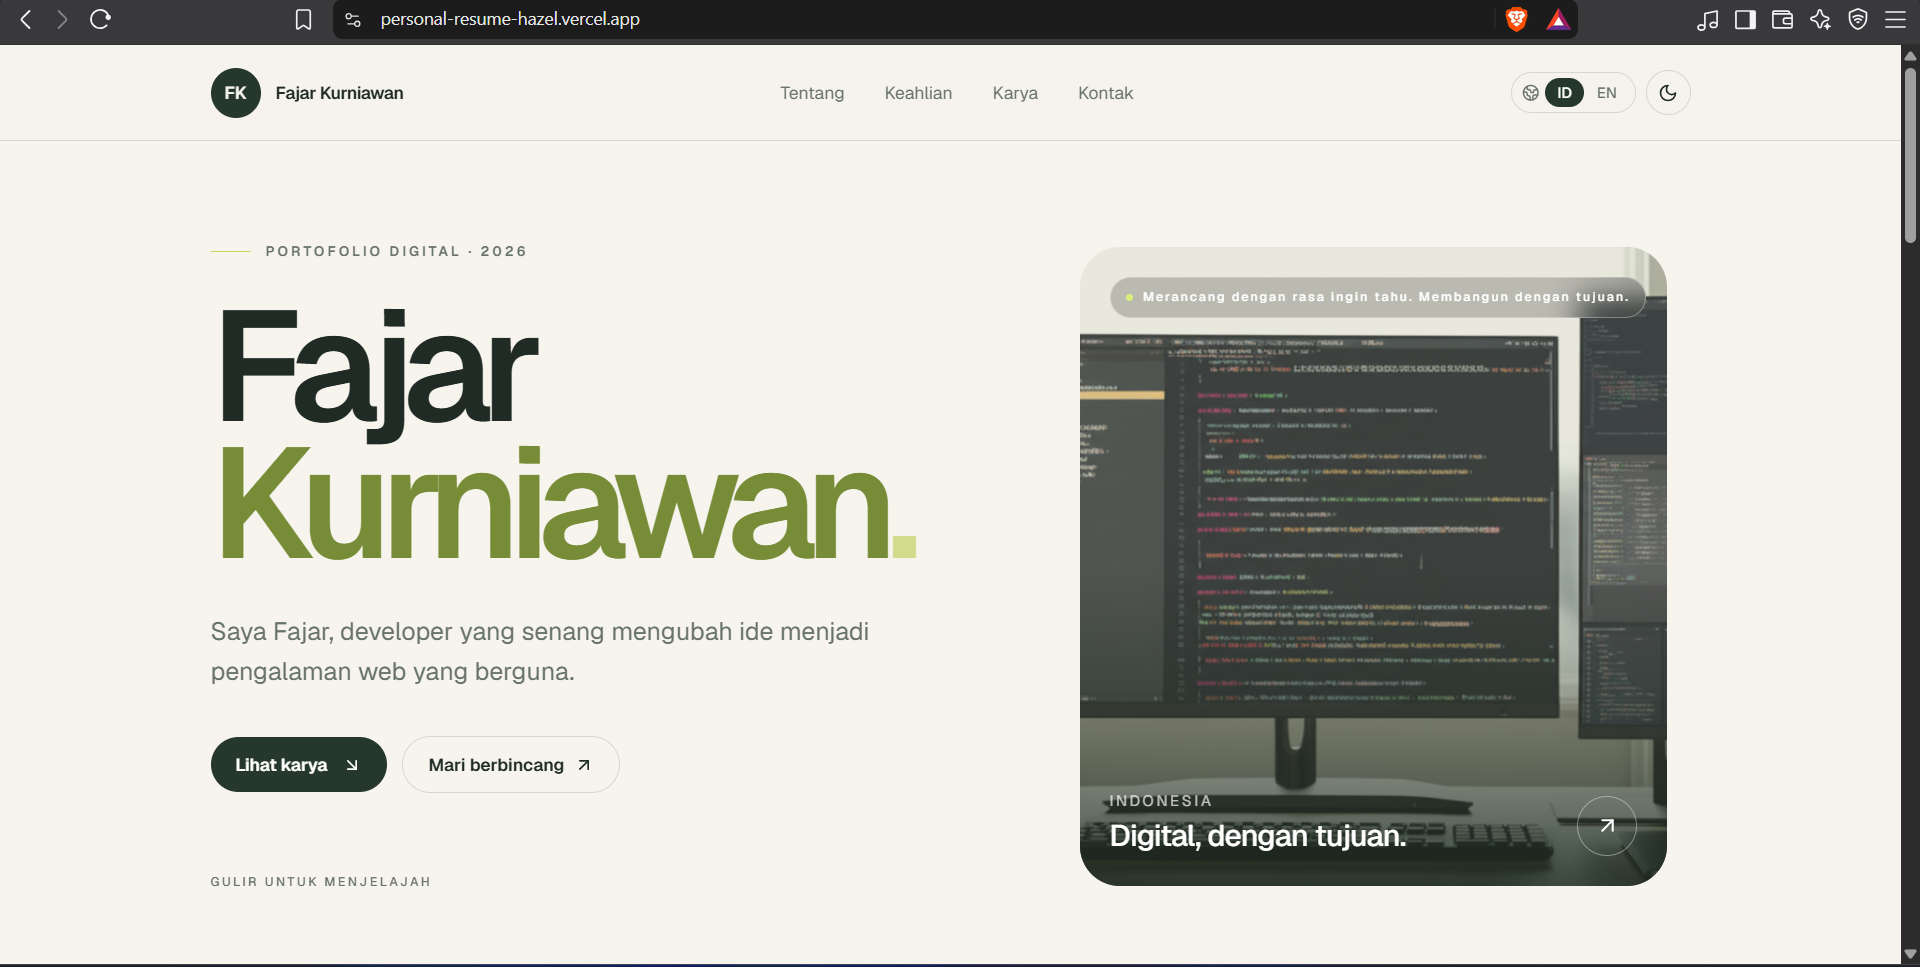 personal-resume-hazel.vercel.app
FK
Fajar Kurniawan
Tentang
Keahlian
Karya
Kontak
ID
EN
PORTOFOLIO DIGITAL · 2026
Fajar
Kurniawan.
Saya Fajar, developer yang senang mengubah ide menjadi
pengalaman web yang berguna.
Lihat karya
Mari berbincang
GULIR UNTUK MENJELAJAH
Merancang dengan rasa ingin tahu. Membangun dengan tujuan.
INDONESIA
Digital, dengan tujuan.